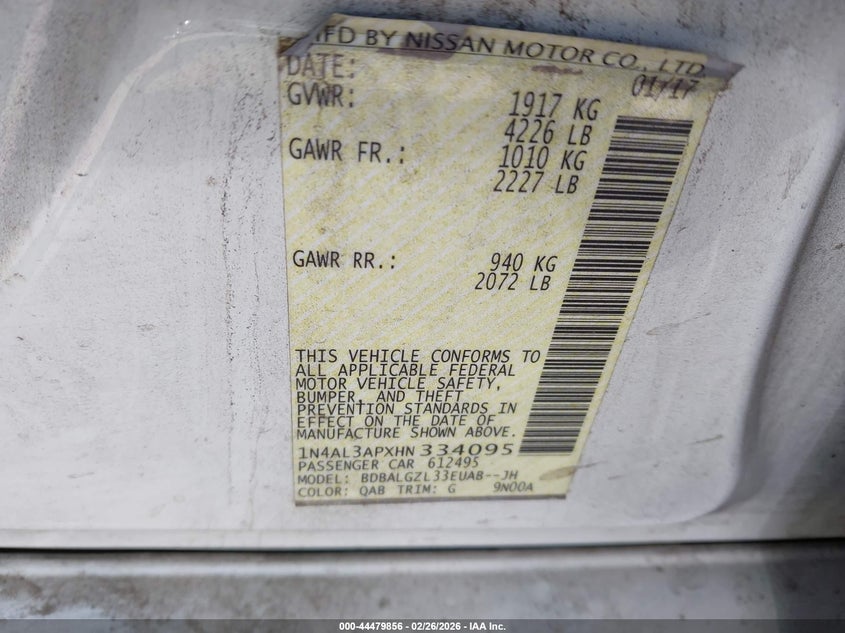 MFD BY NISSAN MOTOR CO., LTD.
DATE: 01/17
GVWR: 1917 KG
4226 LB
GAWR FR.: 1010 KG
2227 LB
GAWR RR.: 940 KG
2072 LB
THIS VEHICLE CONFORMS TO
ALL APPLICABLE FEDERAL
MOTOR VEHICLE SAFETY,
BUMPER, AND THEFT
PREVENTION STANDARDS IN
EFFECT ON THE DATE OF
MANUFACTURE SHOWN ABOVE.
1N4AL3APXHN 334095
PASSENGER CAR 612495
MODEL: BDBALGZL33EUAB--JH
COLOR: QAB TRIM: G 9N00A
000-44479856 - 02/26/2026 - IAA Inc.